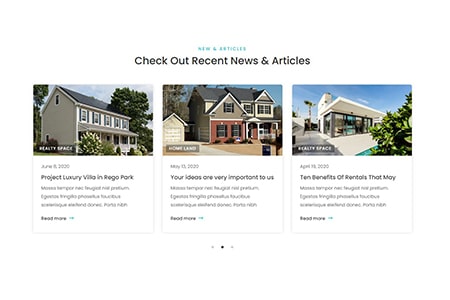 NEWS & ARTICLES
Check Out Recent News & Articles
REALTY SPACE
June 6, 2020
Project Luxury Villa in Rego Park
Massa tempor nec feugiat nisl pretium.
Egestas fringilla phasellus faucibus
scelerisque eleifend donec. Porta nibh
Read more →
HOME LAND
May 13, 2020
Your ideas are very important to us
Massa tempor nec feugiat nisl pretium.
Egestas fringilla phasellus faucibus
scelerisque eleifend donec. Porta nibh
Read more →
REALTY SPACE
April 19, 2020
Ten Benefits Of Rentals That May
Massa tempor nec feugiat nisl pretium.
Egestas fringilla phasellus faucibus
scelerisque eleifend donec. Porta nibh
Read more →